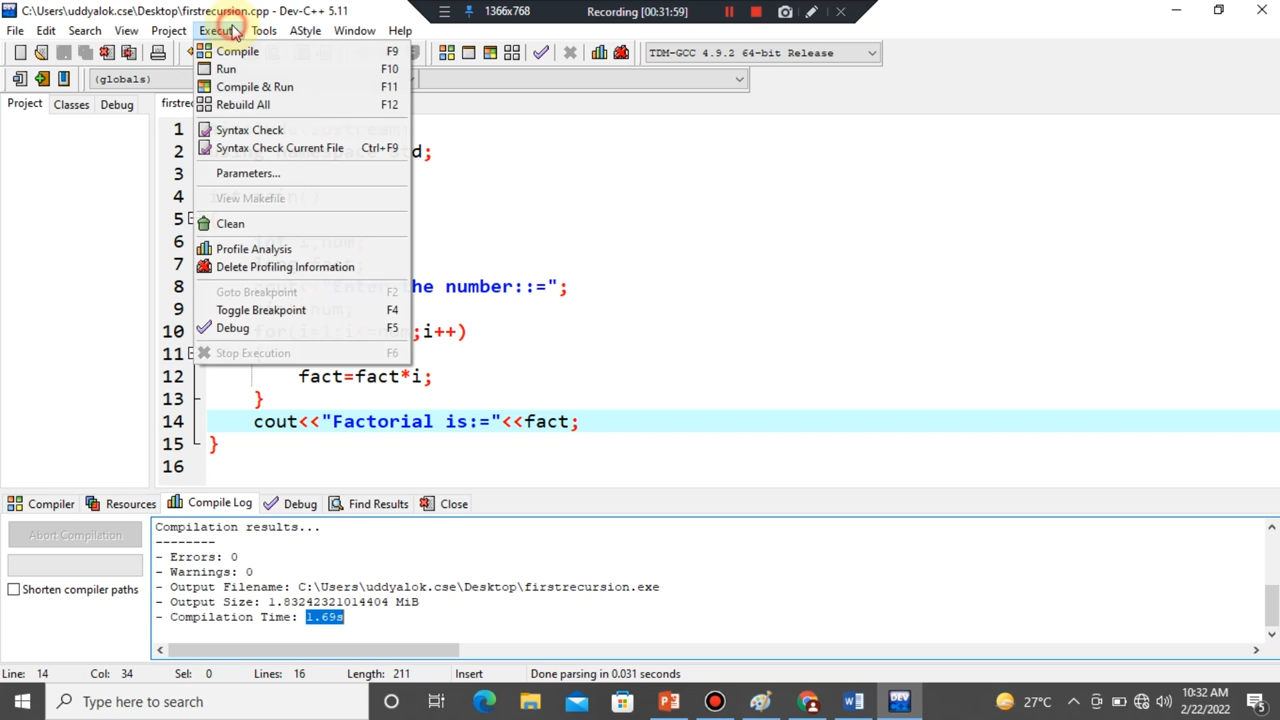 C:\Users\uddyalok.cse\Desktop\firstrecursion.cpp - Dev-C++ 5.11
1366x768
Recording [00:31:59]
File Edit Search View Project Execute Tools AStyle Window Help
TDM-GCC 4.9.2 64-bit Release
(globals)
Project Classes Debug
Compile F9
Run F10
Compile & Run F11
Rebuild All F12
Syntax Check
Syntax Check Current File Ctrl+F9
Parameters...
View Makefile
Clean
Profile Analysis
Delete Profiling Information
Goto Breakpoint F2
Toggle Breakpoint F4
Debug F5
Stop Execution F6
1
2 d;
3
4
5
6
7
8 the number::=";
9
10 for(i=1;i<=num;i++)
11
12 fact=fact*i;
13 }
14 cout<<"Factorial is:="<<fact;
15 }
16
Compiler Resources Compile Log Debug Find Results Close
Abort Compilation
Shorten compiler paths
Compilation results...
--------
- Errors: 0
- Warnings: 0
- Output Filename: C:\Users\uddyalok.cse\Desktop\firstrecursion.exe
- Output Size: 1.83242321014404 MiB
- Compilation Time: 1.69s
Line: 14 Col: 34 Sel: 0 Lines: 16 Length: 211 Insert Done parsing in 0.031 seconds
Type here to search
DEV
27°C
10:32 AM
2/22/2022
5